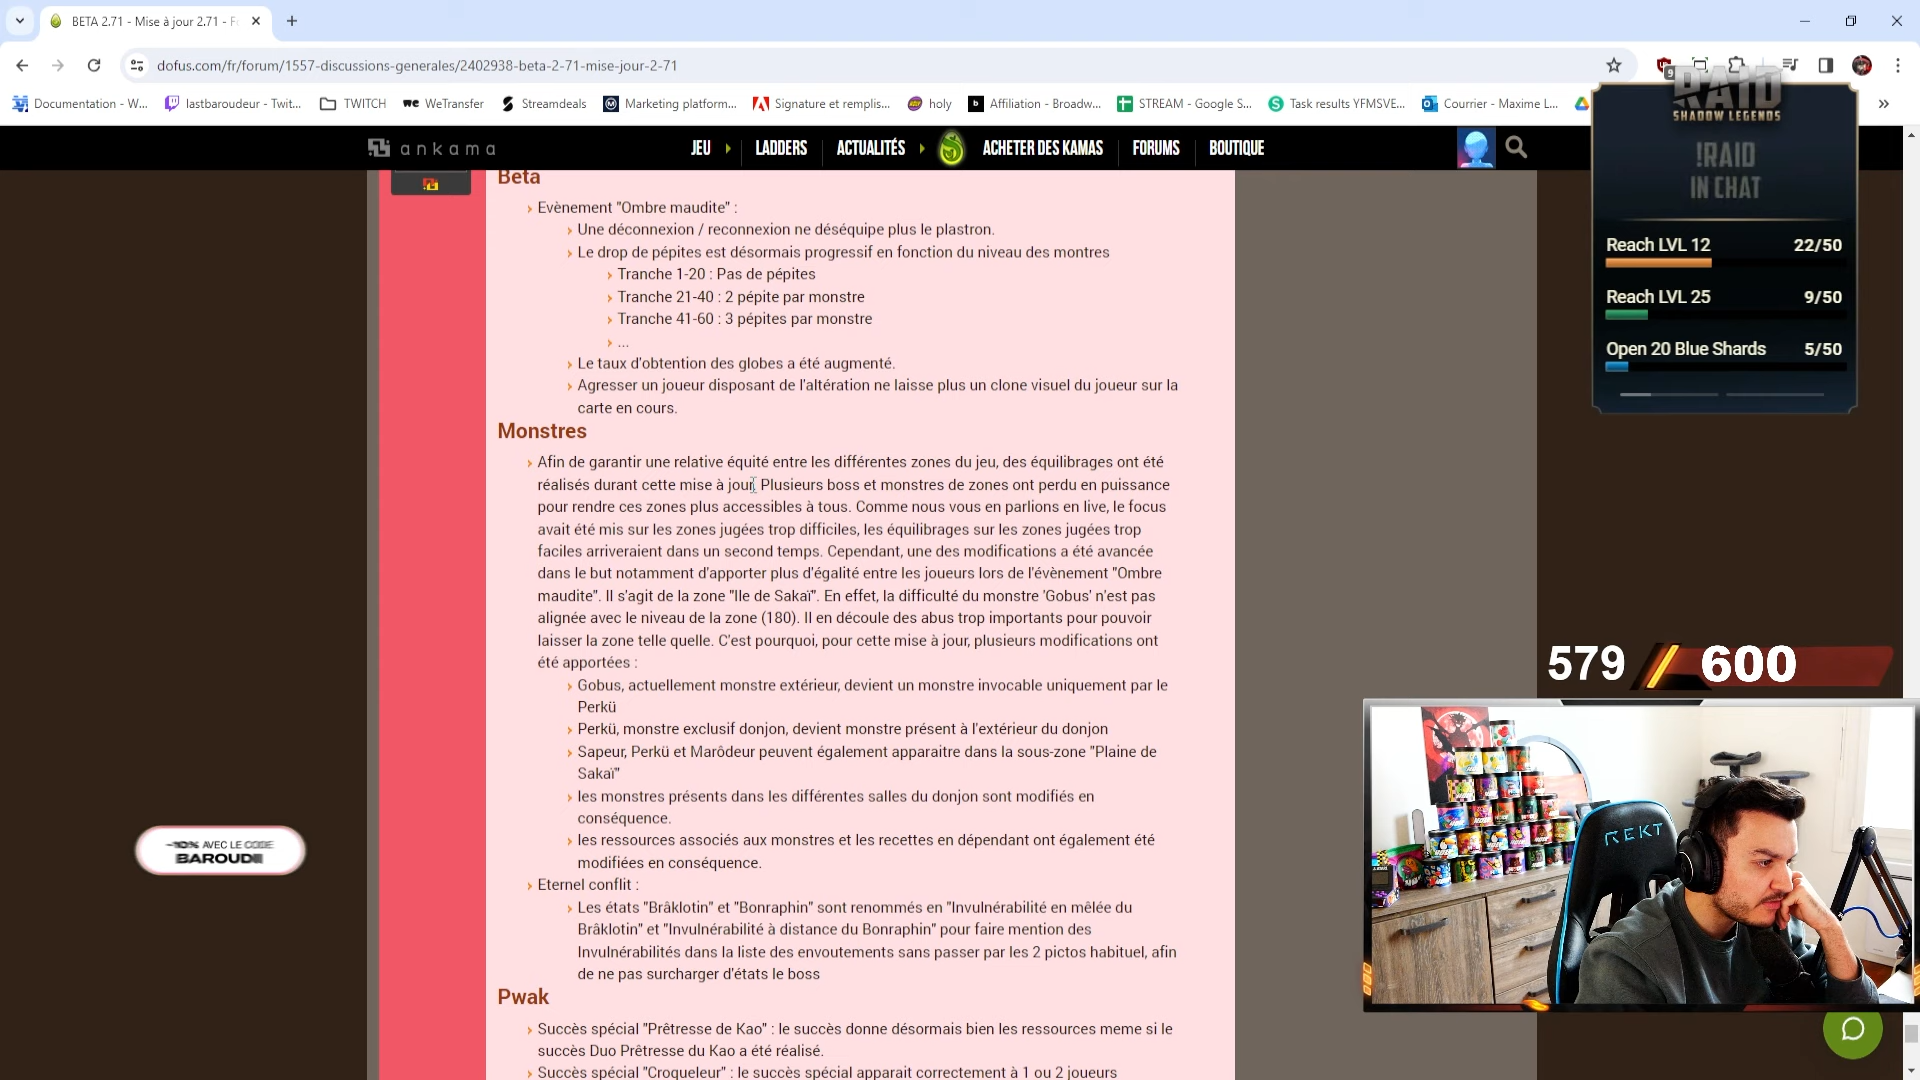 BETA 2.71 - Mise à jour 2.71 - F
dofus.com/fr/forum/1557-discussions-generales/2402938-beta-2-71-mise-jour-2-71
Documentation - W...
lastbaroudeur - Twit...
TWITCH
WeTransfer
Streamdeals
Marketing platform...
Signature et remplis...
holy
Affiliation - Broadw...
STREAM - Google S...
Task results YFMSVE...
Courrier - Maxime L...
ankama
JEU
LADDERS
ACTUALITÉS
ACHETER DES KAMAS
FORUMS
BOUTIQUE
RAID
SHADOW LEGENDS
!RAID
IN CHAT
Reach LVL 12 22/50
Reach LVL 25 9/50
Open 20 Blue Shards 5/50
Beta
Evènement "Ombre maudite" :
Une déconnexion / reconnexion ne déséquipe plus le plastron.
Le drop de pépites est désormais progressif en fonction du niveau des montres
Tranche 1-20 : Pas de pépites
Tranche 21-40 : 2 pépite par monstre
Tranche 41-60 : 3 pépites par monstre
...
Le taux d'obtention des globes a été augmenté.
Agresser un joueur disposant de l'altération ne laisse plus un clone visuel du joueur sur la
carte en cours.
Monstres
Afin de garantir une relative équité entre les différentes zones du jeu, des équilibrages ont été
réalisés durant cette mise à jour. Plusieurs boss et monstres de zones ont perdu en puissance
pour rendre ces zones plus accessibles à tous. Comme nous vous en parlions en live, le focus
avait été mis sur les zones jugées trop difficiles, les équilibrages sur les zones jugées trop
faciles arriveraient dans un second temps. Cependant, une des modifications a été avancée
dans le but notamment d'apporter plus d'égalité entre les joueurs lors de l'évènement "Ombre
maudite". Il s'agit de la zone "Ile de Sakaï". En effet, la difficulté du monstre 'Gobus' n'est pas
alignée avec le niveau de la zone (180). Il en découle des abus trop importants pour pouvoir
laisser la zone telle quelle. C'est pourquoi, pour cette mise à jour, plusieurs modifications ont
été apportées :
Gobus, actuellement monstre extérieur, devient un monstre invocable uniquement par le
Perkü
Perkü, monstre exclusif donjon, devient monstre présent à l'extérieur du donjon
Sapeur, Perkü et Marôdeur peuvent également apparaitre dans la sous-zone "Plaine de
Sakaï"
les monstres présents dans les différentes salles du donjon sont modifiés en
conséquence.
les ressources associés aux monstres et les recettes en dépendant ont également été
modifiées en conséquence.
Eternel conflit :
Les états "Brâklotin" et "Bonraphin" sont renommés en "Invulnérabilité en mêlée du
Brâklotin" et "Invulnérabilité à distance du Bonraphin" pour faire mention des
Invulnérabilités dans la liste des envoutements sans passer par les 2 pictos habituel, afin
de ne pas surcharger d'états le boss
Pwak
Succès spécial "Prêtresse de Kao" : le succès donne désormais bien les ressources meme si le
succès Duo Prêtresse du Kao a été réalisé.
Succès spécial "Croqueleur" : le succès spécial apparait correctement à 1 ou 2 joueurs
579 / 600
-10% AVEC LE CODE
BAROUDE
REKT